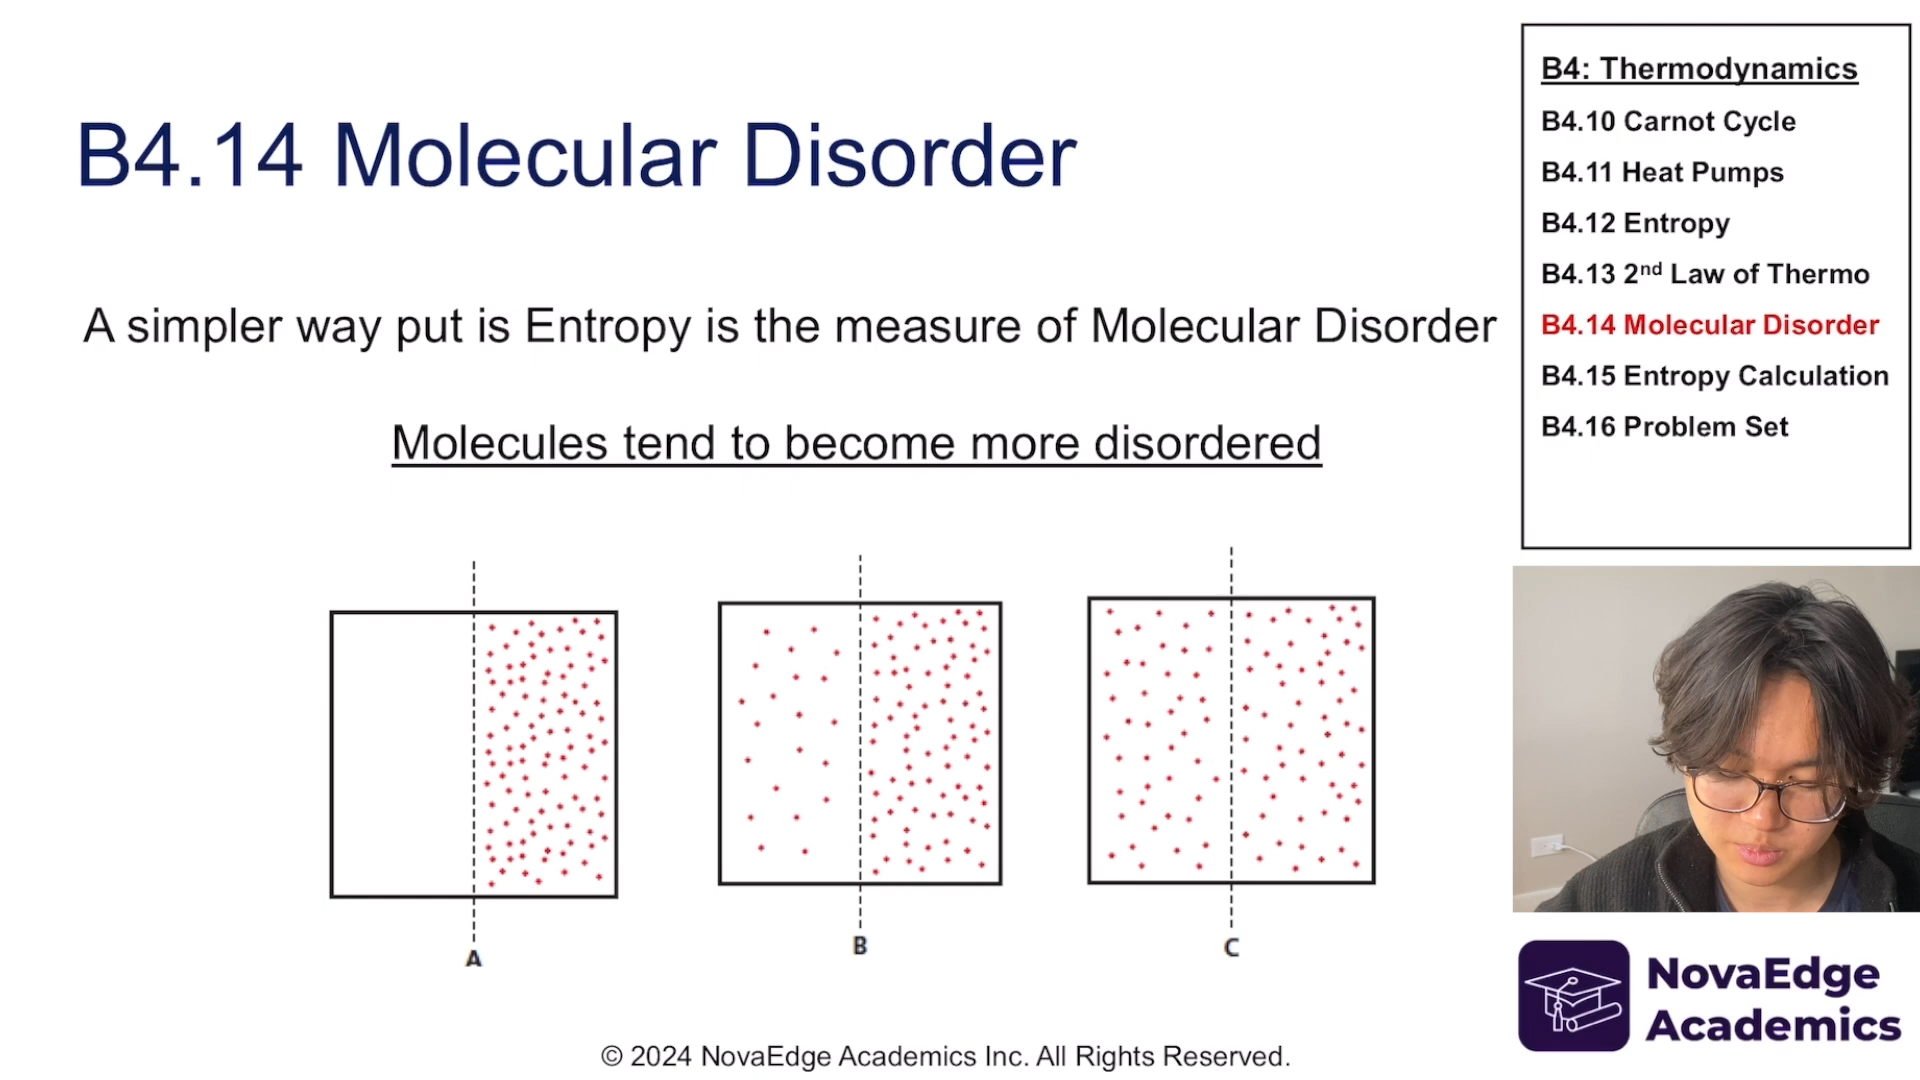 B4.14 Molecular Disorder
A simpler way put is Entropy is the measure of Molecular Disorder
Molecules tend to become more disordered
A
B
C
© 2024 NovaEdge Academics Inc. All Rights Reserved.
B4: Thermodynamics
B4.10 Carnot Cycle
B4.11 Heat Pumps
B4.12 Entropy
B4.13 2nd Law of Thermo
B4.14 Molecular Disorder
B4.15 Entropy Calculation
B4.16 Problem Set
NovaEdge
Academics